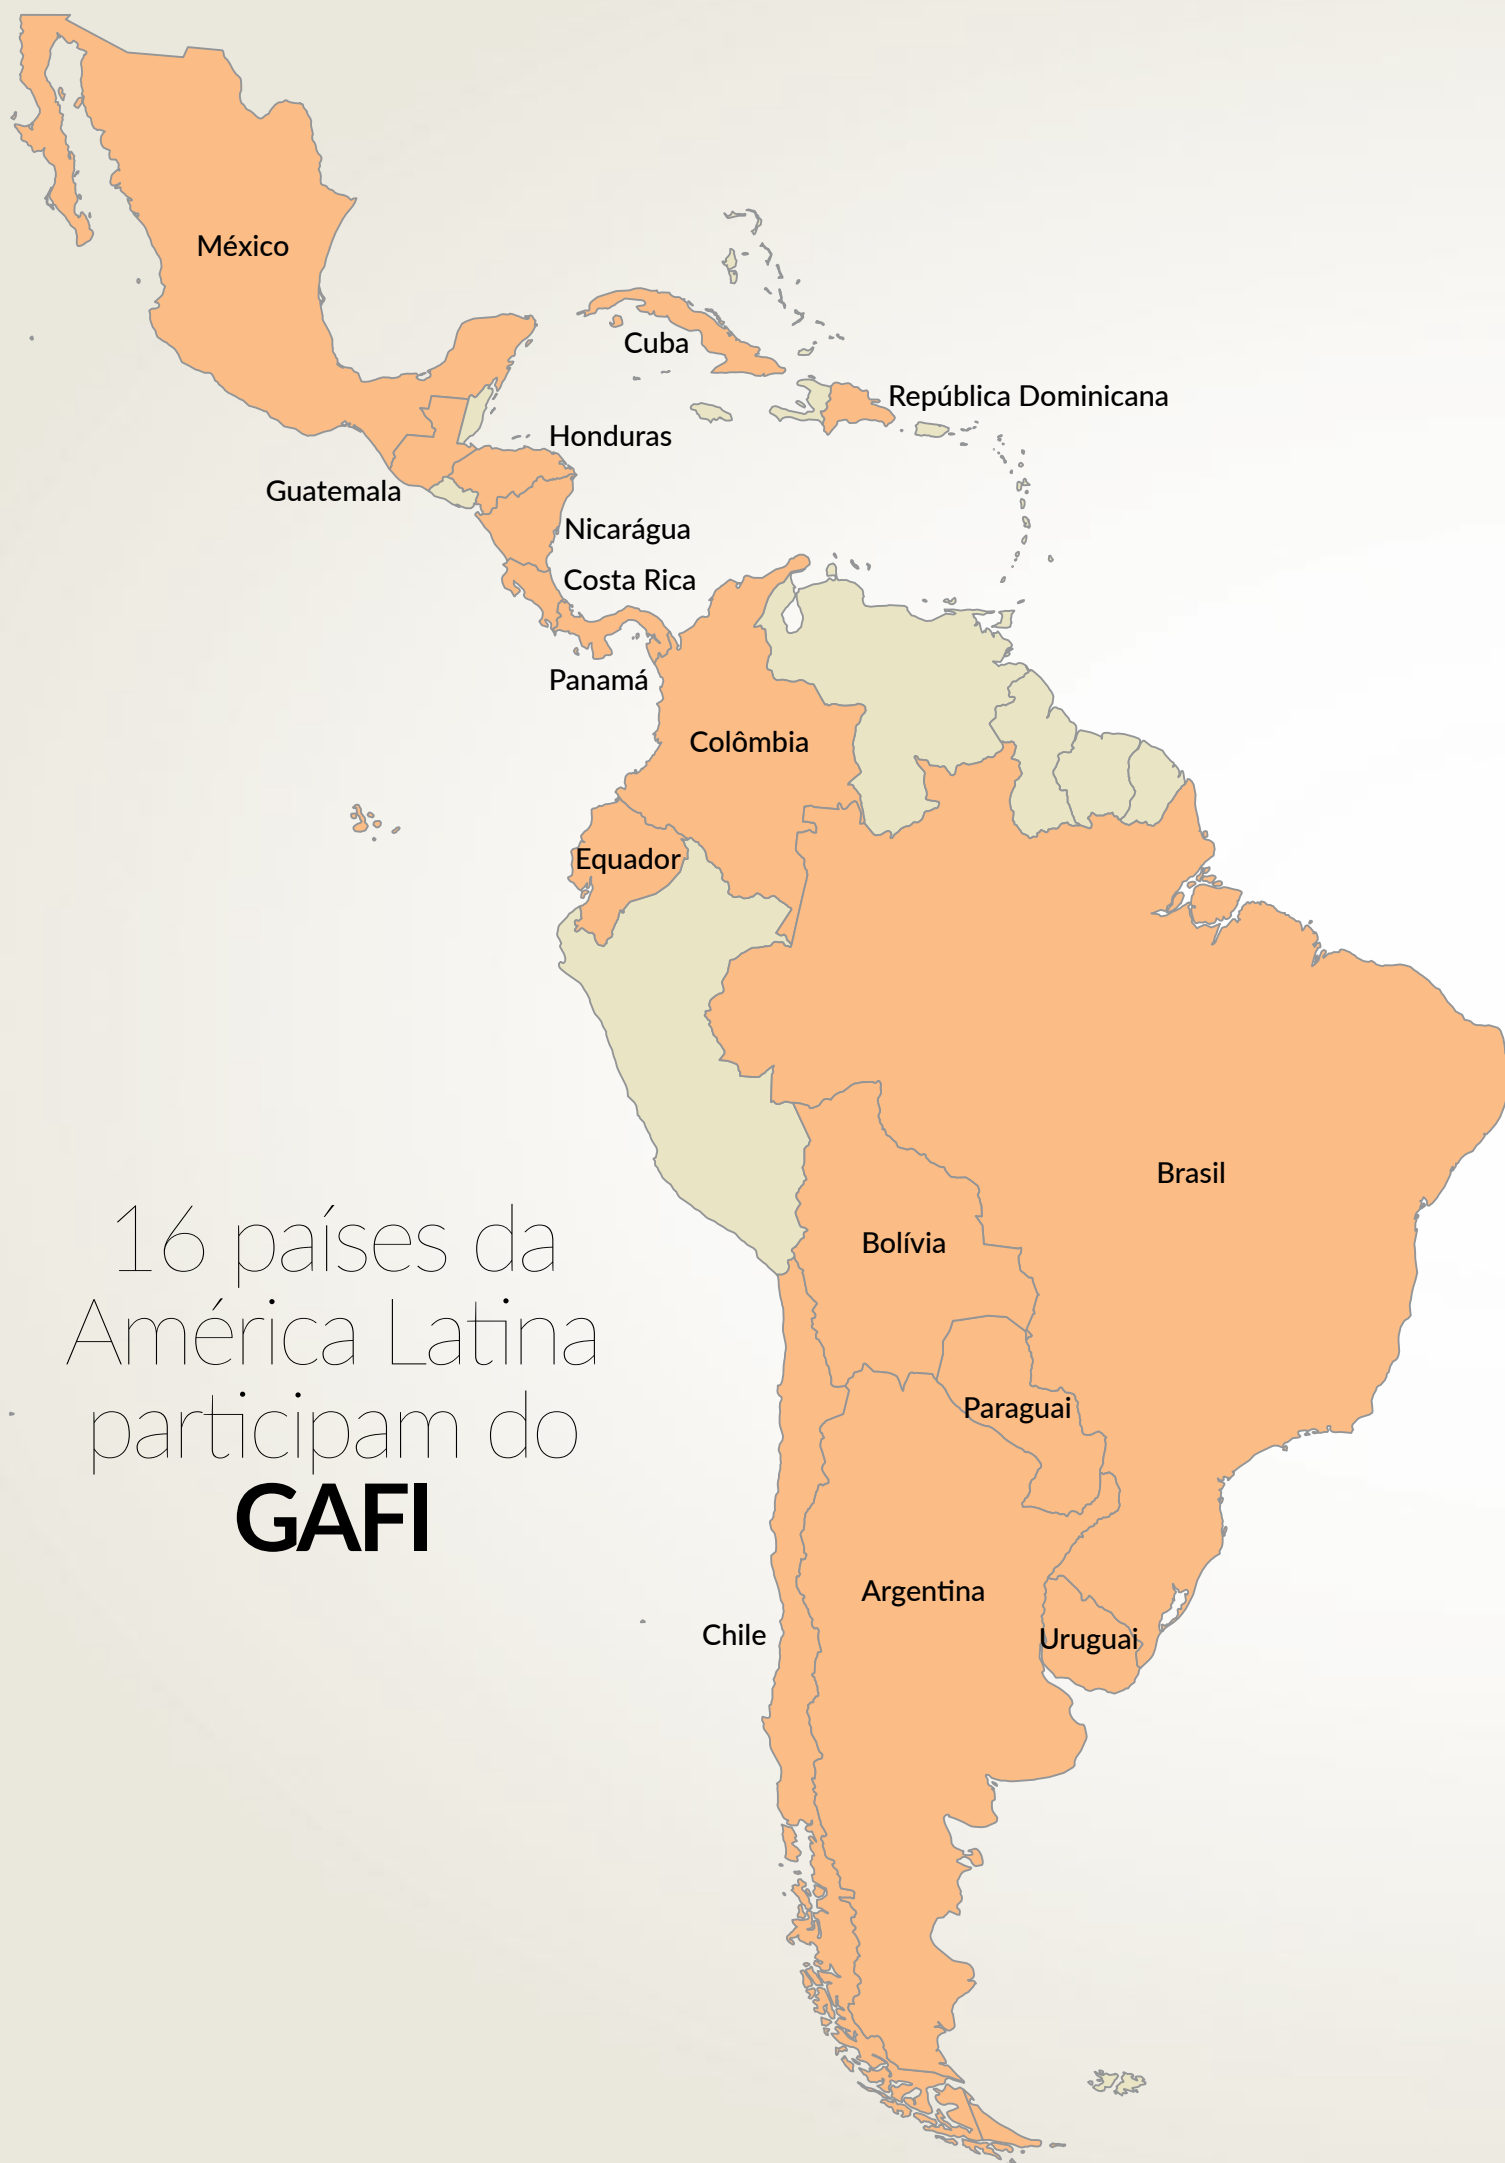 México
Cuba
República Dominicana
Honduras
Guatemala
Nicarágua
Costa Rica
Panamá
Colômbia
Equador
Brasil
Bolívia
Paraguai
Argentina
Chile
Uruguai
16 países da
América Latina
participam do
GAFI